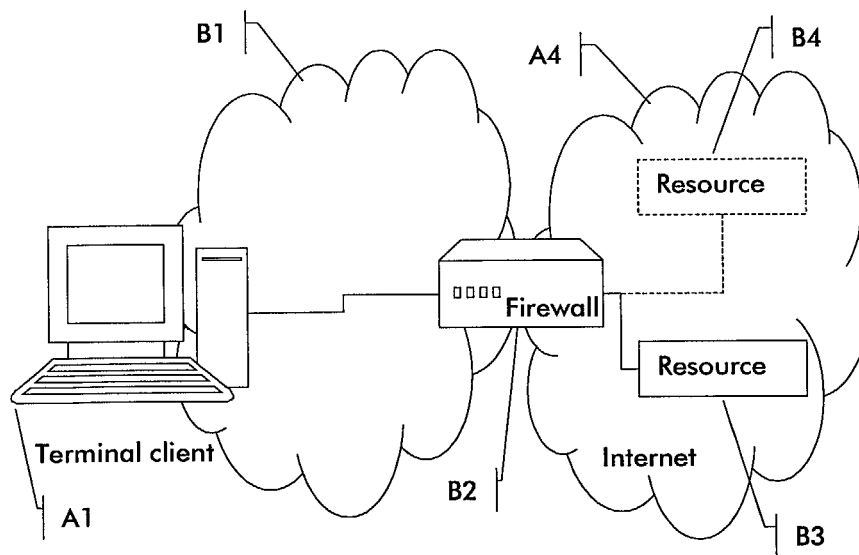 B1
B4
A4
Resource
Firewall
Resource
Terminal client
Internet
B2
A1
B3